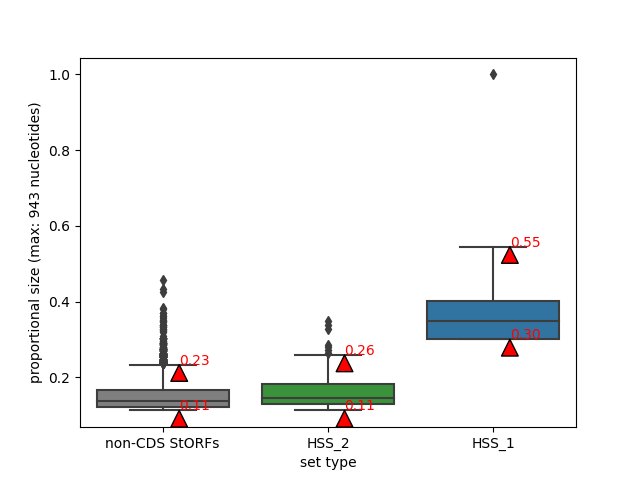 proportional size (max: 943 nucleotides)
1.0
0.8
0.6
0.4
0.2
0.23
0.11
0.26
0.11
0.55
0.30
non-CDS StORFs
HSS_2
HSS_1
set type